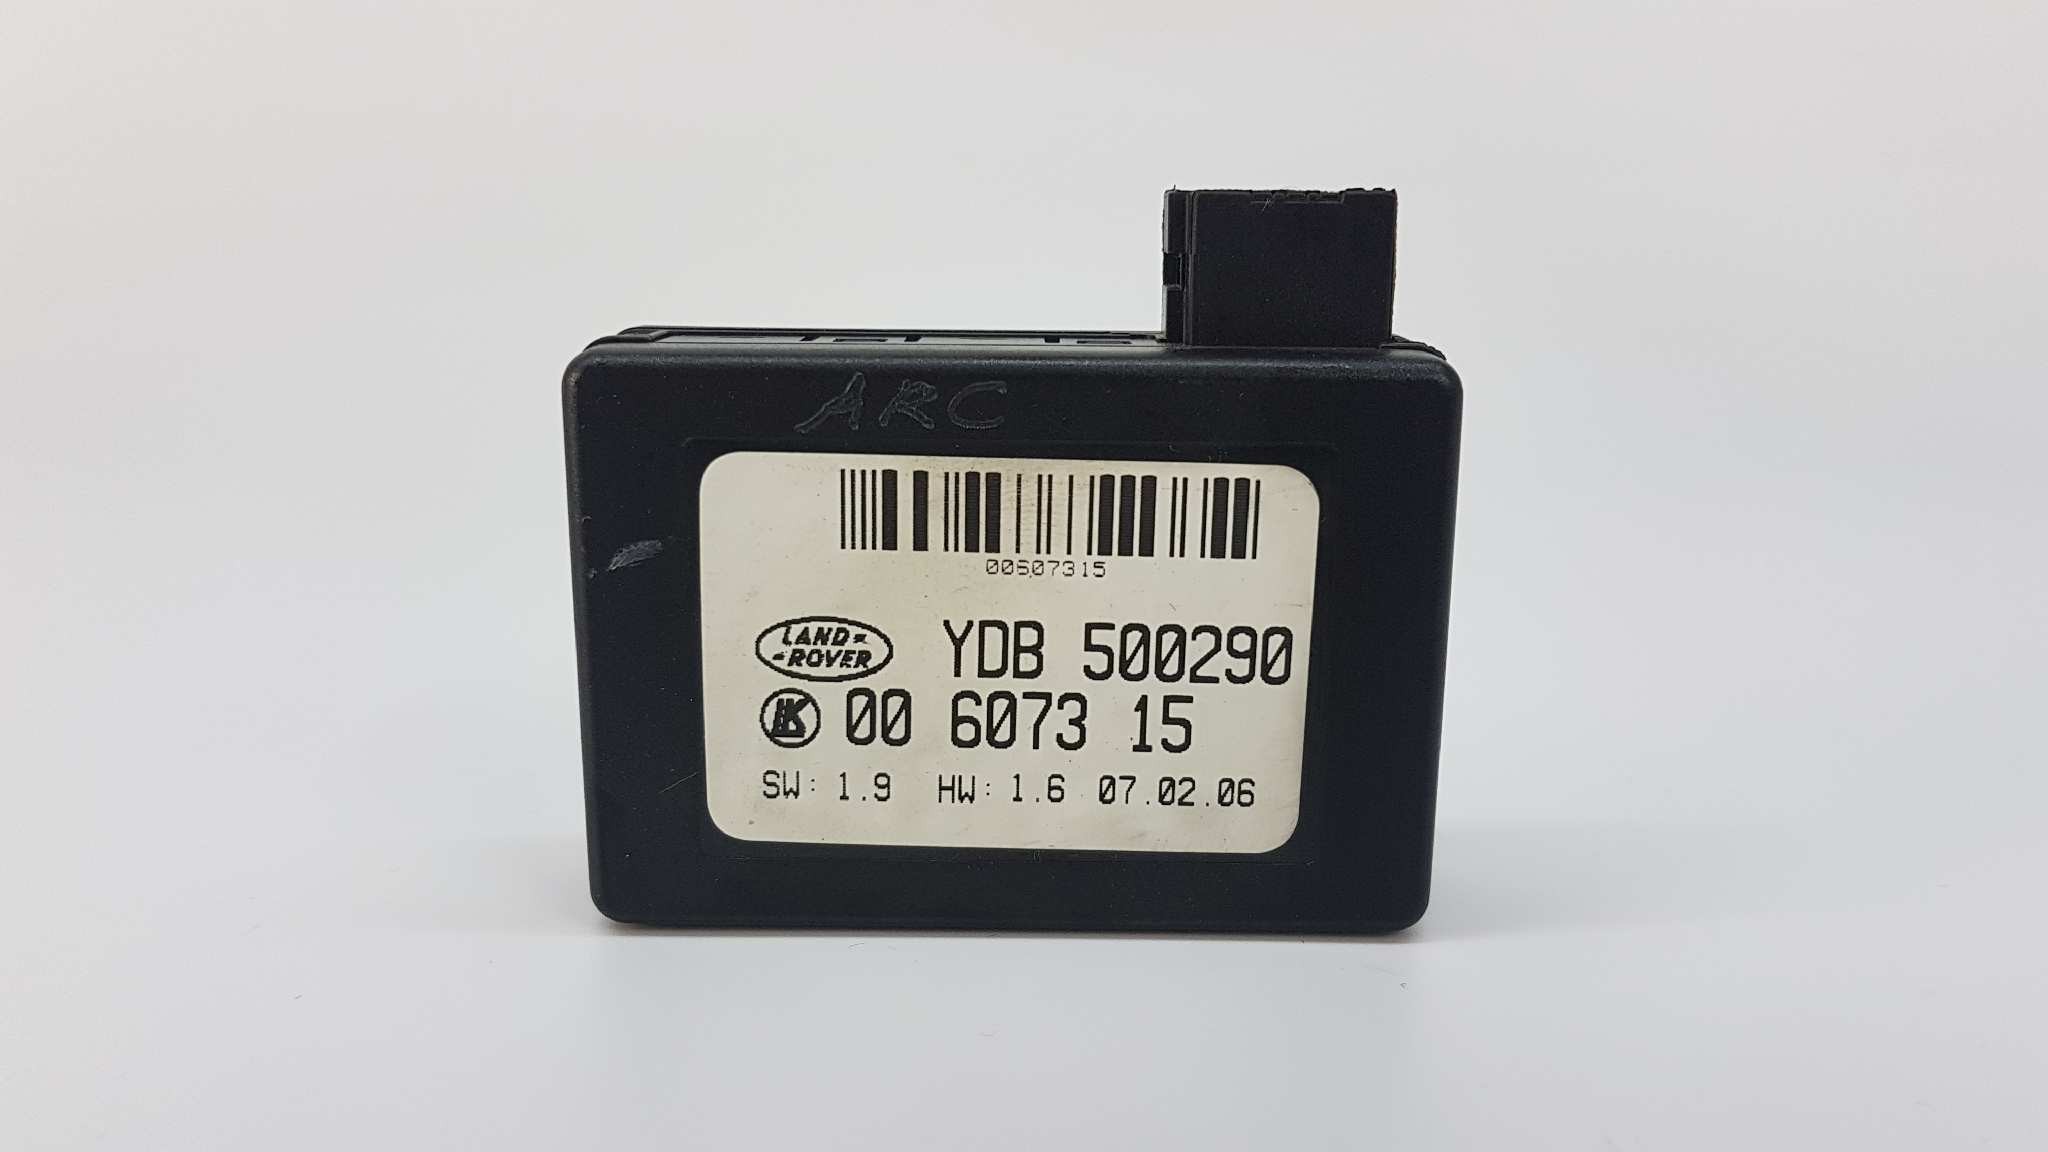 ARC
00607315
LAND
ROVER
YDB 500290
00 6073 15
SW: 1.9 HW: 1.6 07.02.06